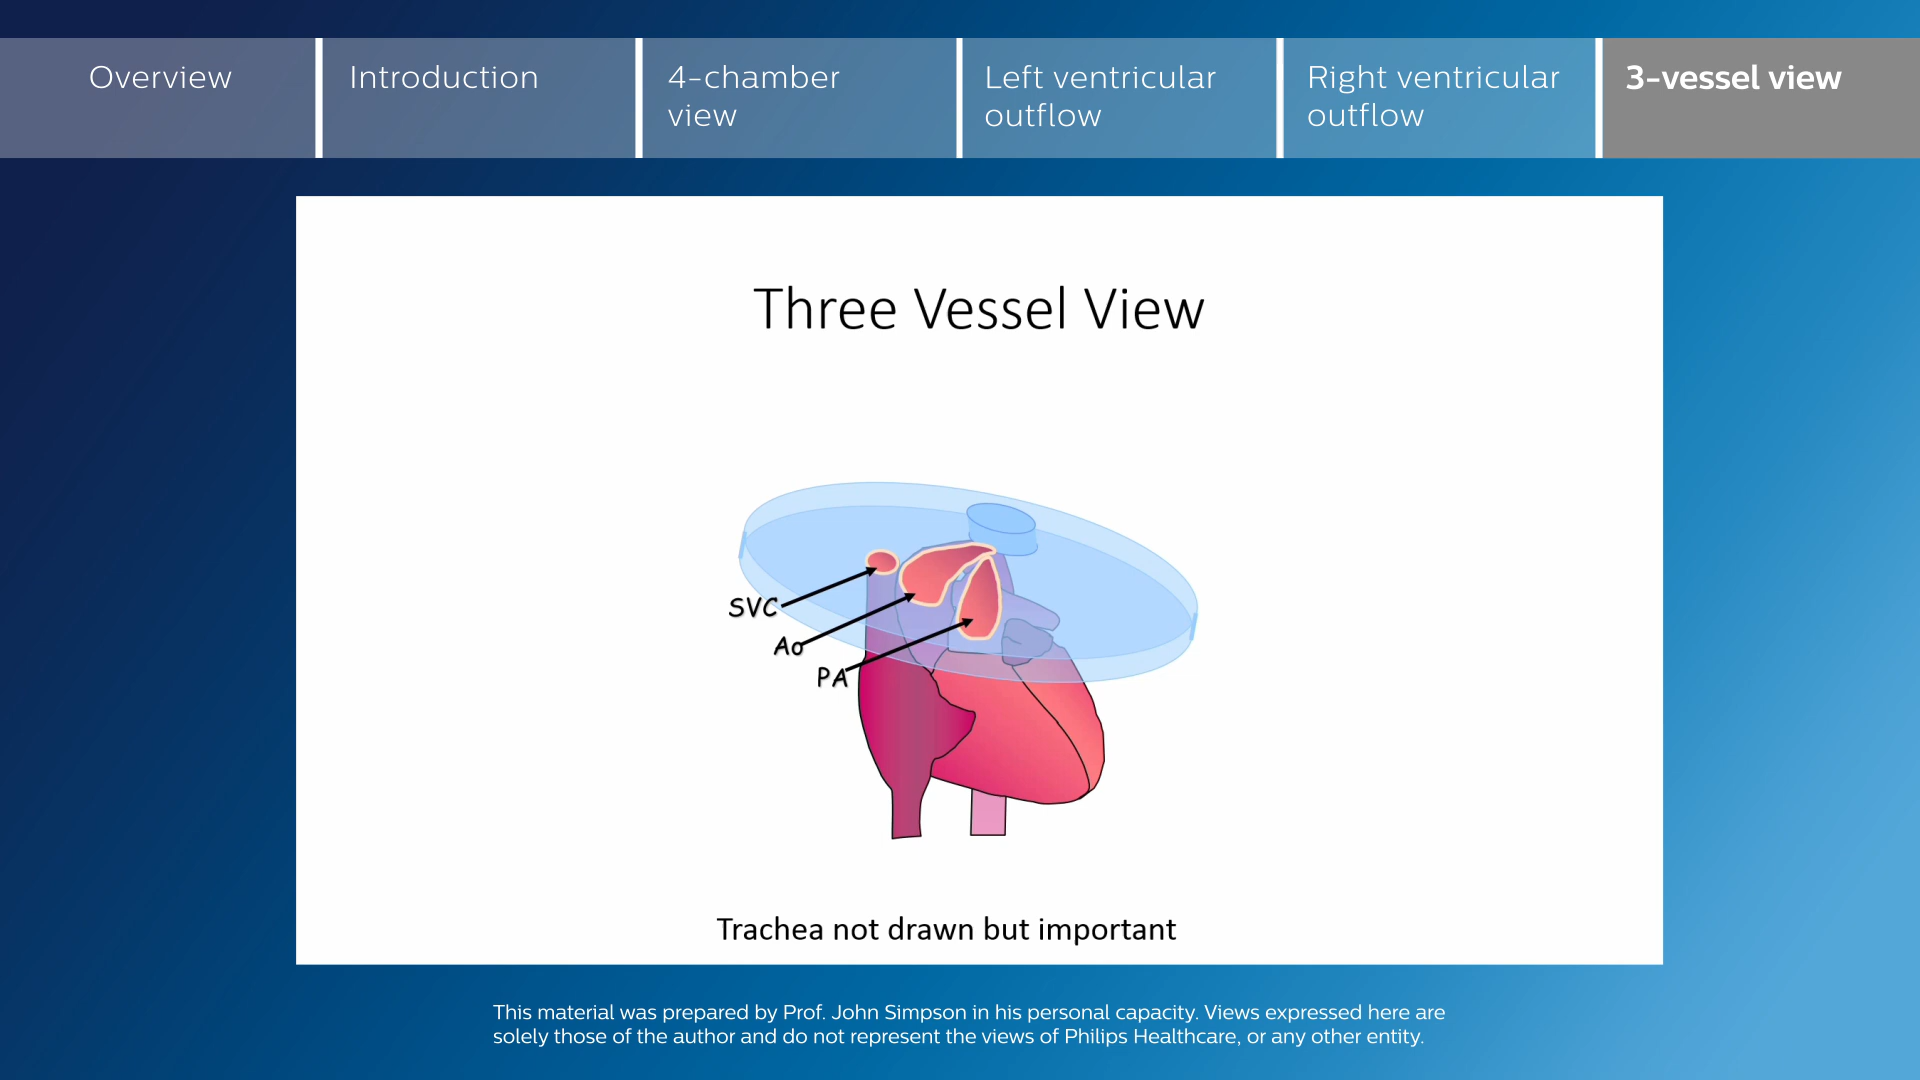 Overview
Introduction
4-chamber
view
Left ventricular
outflow
Right ventricular
outflow
3-vessel view
Three Vessel View
SVC
Ao
PA
Trachea not drawn but important
This material was prepared by Prof. John Simpson in his personal capacity. Views expressed here are
solely those of the author and do not represent the views of Philips Healthcare, or any other entity.